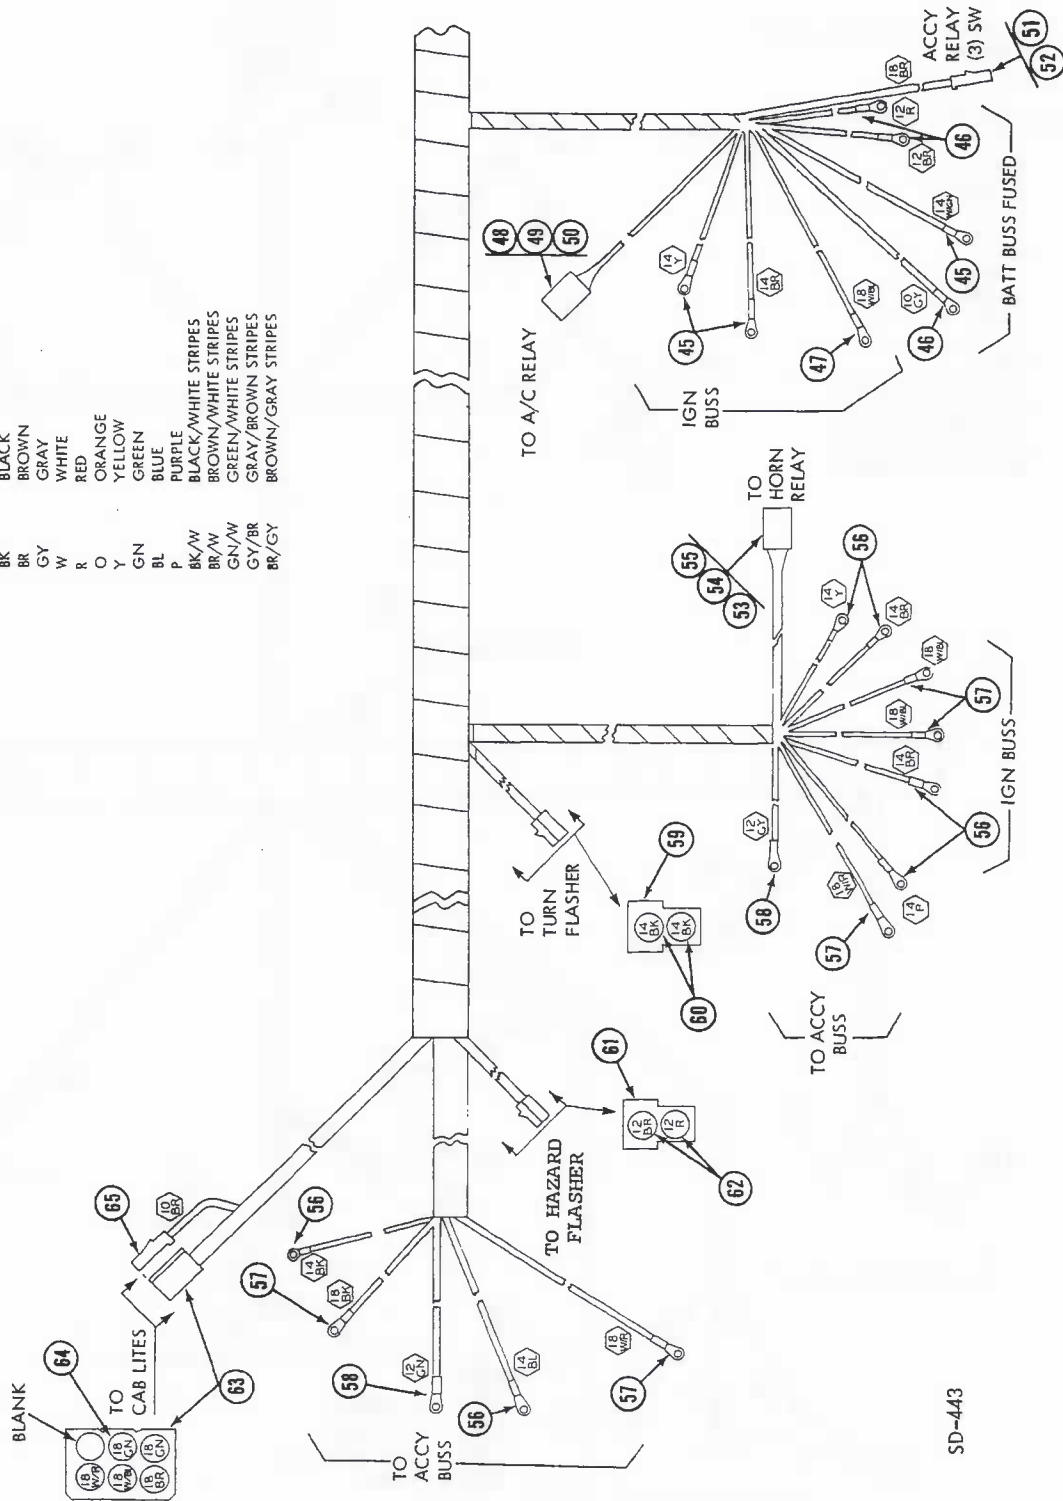 BK BLACK
BR BROWN
GY GRAY
W WHITE
R RED
O ORANGE
Y YELLOW
GN GREEN
BL BLUE
P PURPLE
BK/W BLACK/WHITE STRIPES
BR/W BROWN/WHITE STRIPES
GN/W GREEN/WHITE STRIPES
GY/BR GRAY/BROWN STRIPES
BR/GY BROWN/GRAY STRIPES
BLANK
18 W/R
18 W/BL
18 GN
18 BR
18 GN
64
TO
CAB LITES
63
65
10 BR
56
14 BK
57
18 BK
58
12 GN
56
14 BL
57
18 W/R
TO
ACCY
BUSS
TO HAZARD
FLASHER
61
12 BR
12 R
62
TO
TURN
FLASHER
59
14 BK
14 BK
60
58
12 GY
57
18 W/R
14 P
56
14 BR
18 W/BL
57
18 W/BL
14 BR
56
14 Y
TO ACCY
BUSS
IGN BUSS
53
54
55
TO
HORN
RELAY
48
49
50
TO A/C RELAY
14 Y
45
14 BR
47
18 W/BL
IGN
BUSS
46
10 GY
45
14 W/GN
12 BR
46
12 R
18 BR
BATT BUSS FUSED
ACCY
RELAY
(3) SW
51
52
SD-443